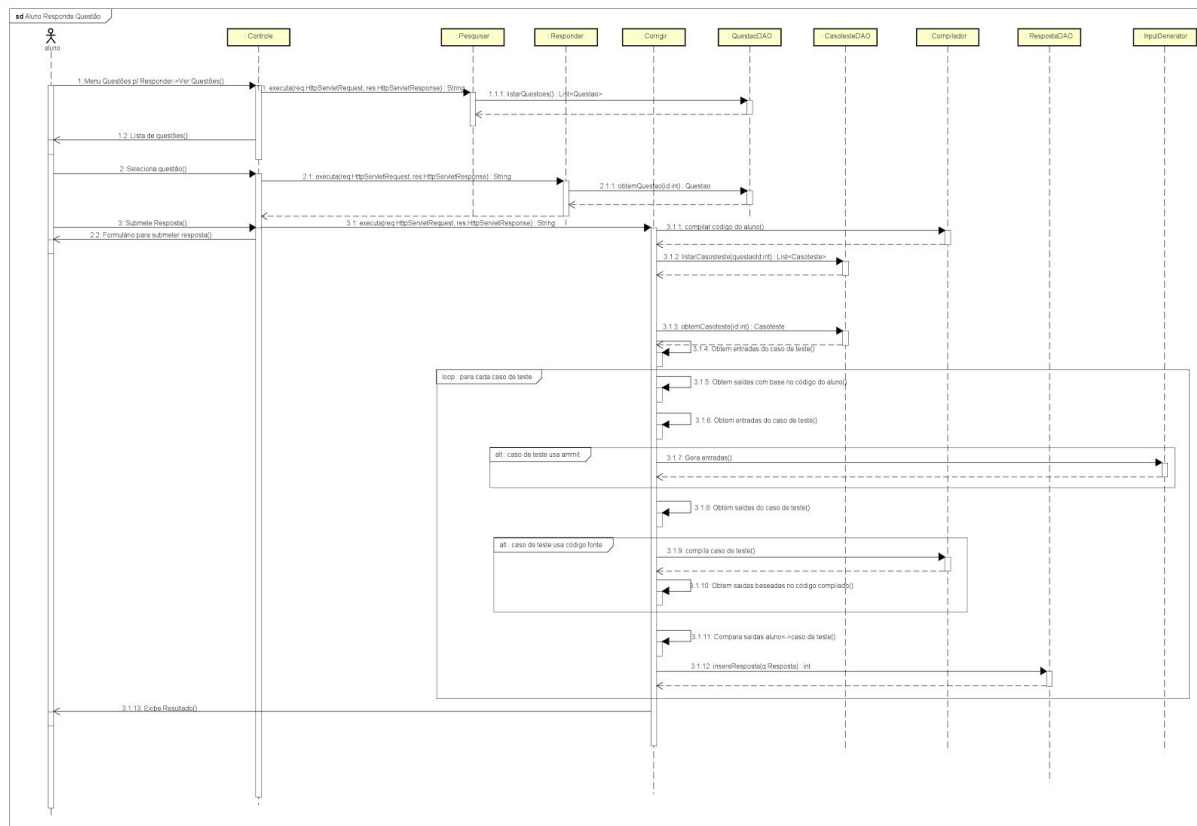 sd Aluno Responde Questão
aluno
: Controle
: Pesquisar
: Responder
: Corrigir
: QuestaoDAO
: CasotesteDAO
: Compilador
: RespostaDAO
: InputGenerator
1: Menu Questões p/ Responder->Ver Questões()
1: executa(req:HttpServletRequest, res:HttpServletResponse) : String
1.1.1: listarQuestoes() : List<Questao>
1.2: Lista de questões()
2: Seleciona questão()
2.1: executa(req:HttpServletRequest, res:HttpServletResponse) : String
2.1.1: obtemQuestao(id:int) : Questao
3: Submete Resposta()
3.1: executa(req:HttpServletRequest, res:HttpServletResponse) : String
2.2: Formulário para submeter resposta()
3.1.1: compilar codigo do aluno()
3.1.2: listarCasosteste(questaoId:int) : List<Casoteste>
3.1.3: obtemCasoteste(id:int) : Casoteste
3.1.4: Obtem entradas do caso de teste()
loop : para cada caso de teste
3.1.5: Obtem saídas com base no código do aluno()
3.1.6: Obtem entradas do caso de teste()
alt : caso de teste usa ammit
3.1.7: Gera entradas()
3.1.8: Obtém saídas do caso de teste()
alt : caso de teste usa código fonte
3.1.9: compila caso de teste()
3.1.10: Obtem saídas baseadas no código compilado()
3.1.11: Compara saídas aluno<->caso de teste()
3.1.12: insereResposta(q:Resposta) : int
3.1.13: Exibe Resultado()